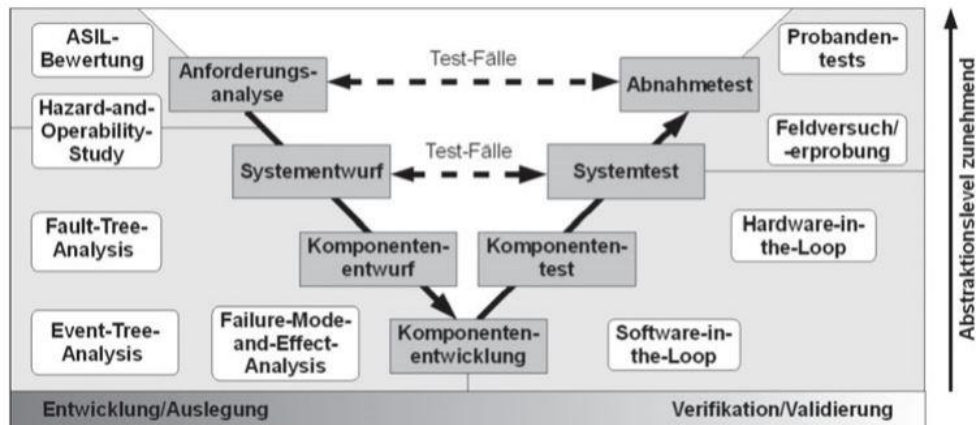 ASIL-
Bewertung
Anforderungs-
analyse
Test-Fälle
Abnahmetest
Probanden-
tests
Hazard-and-
Operability-
Study
Systementwurf
Test-Fälle
Systemtest
Feldversuch/
-erprobung
Fault-Tree-
Analysis
Komponenten-
entwurf
Komponenten-
test
Hardware-in-
the-Loop
Event-Tree-
Analysis
Failure-Mode-
and-Effect-
Analysis
Komponenten-
entwicklung
Software-in-
the-Loop
Entwicklung/Auslegung
Verifikation/Validierung
Abstraktionslevel zunehmend